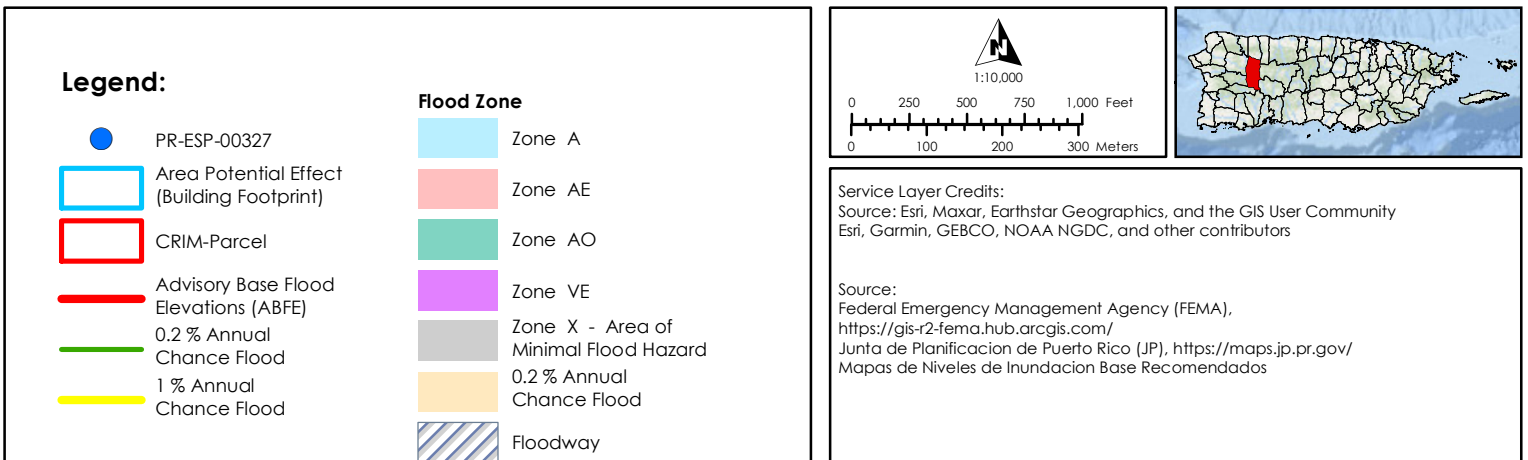 Legend:
PR-ESP-00327
Area Potential Effect
(Building Footprint)
CRIM-Parcel
Advisory Base Flood
Elevations (ABFE)
0.2 % Annual
Chance Flood
1 % Annual
Chance Flood
Flood Zone
Zone A
Zone AE
Zone AO
Zone VE
Zone X - Area of
Minimal Flood Hazard
0.2 % Annual
Chance Flood
Floodway
N
1:10,000
0 250 500 750 1,000 Feet
0 100 200 300 Meters
Service Layer Credits:
Source: Esri, Maxar, Earthstar Geographics, and the GIS User Community
Esri, Garmin, GEBCO, NOAA NGDC, and other contributors
Source:
Federal Emergency Management Agency (FEMA),
https://gis-r2-fema.hub.arcgis.com/
Junta de Planificacion de Puerto Rico (JP), https://maps.jp.pr.gov/
Mapas de Niveles de Inundacion Base Recomendados